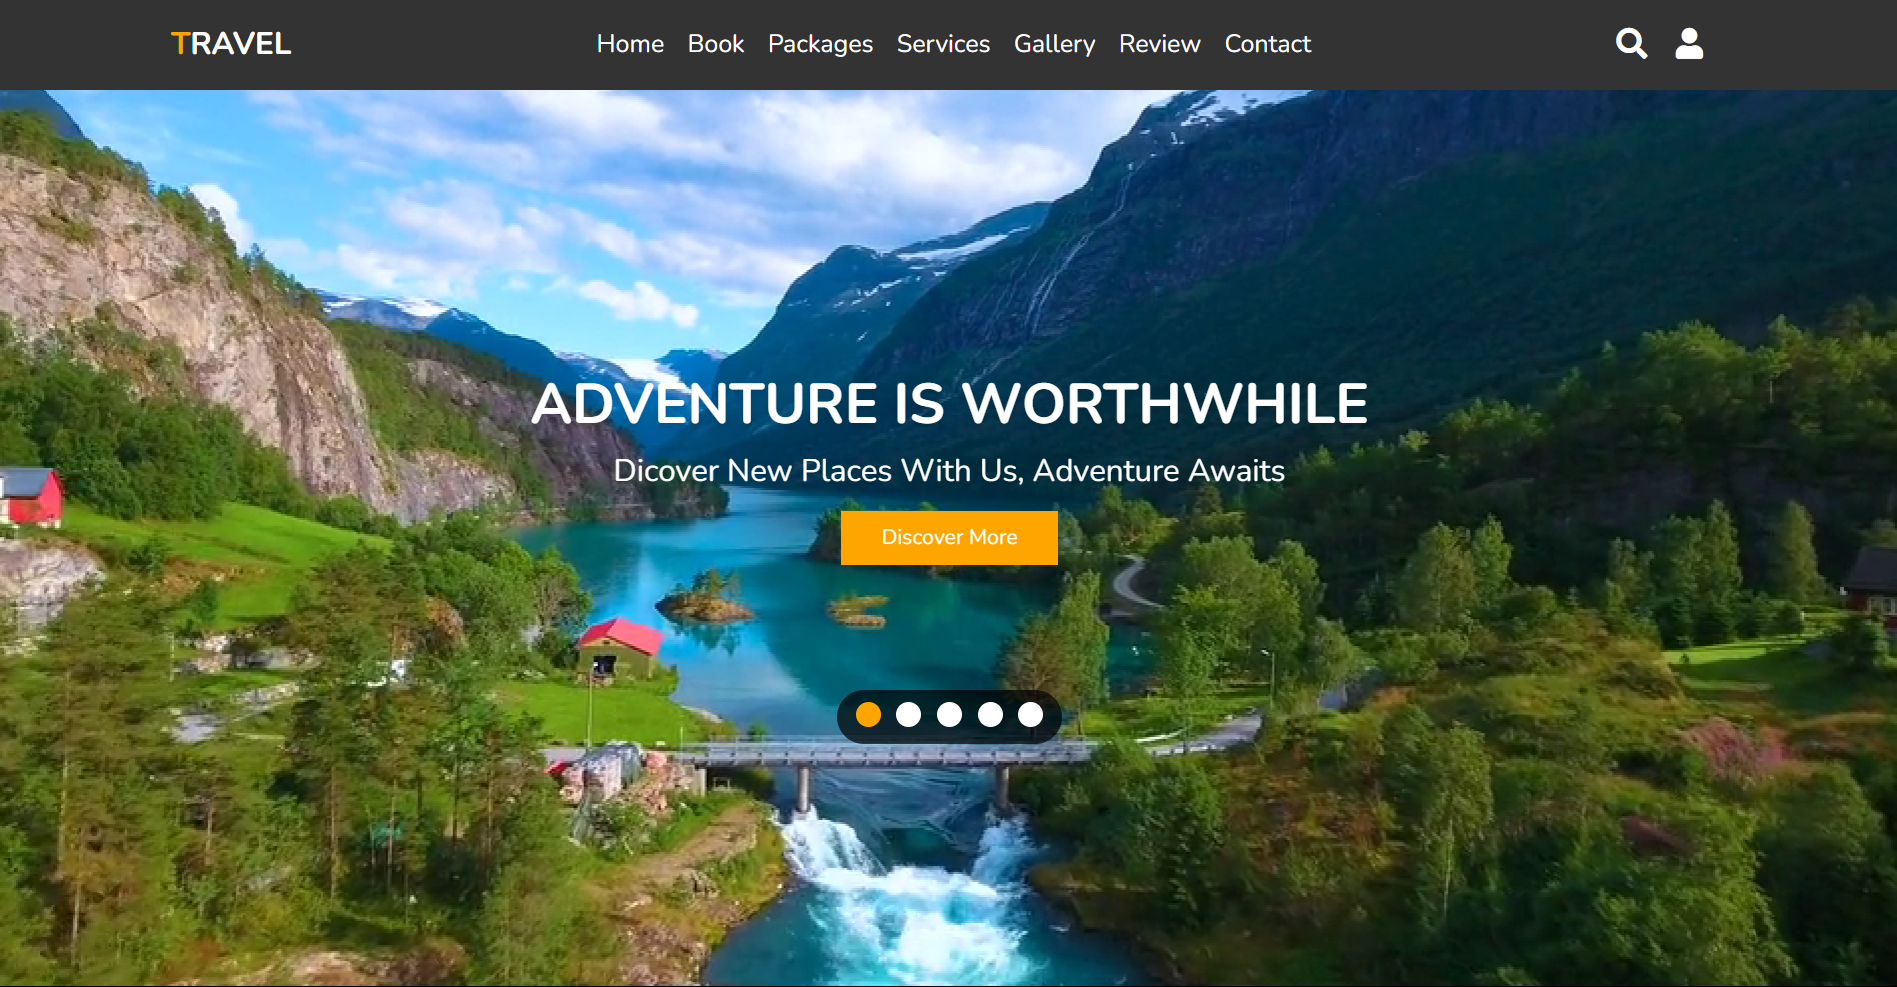 TRAVEL
Home Book Packages Services Gallery Review Contact
ADVENTURE IS WORTHWHILE
Dicover New Places With Us, Adventure Awaits
Discover More